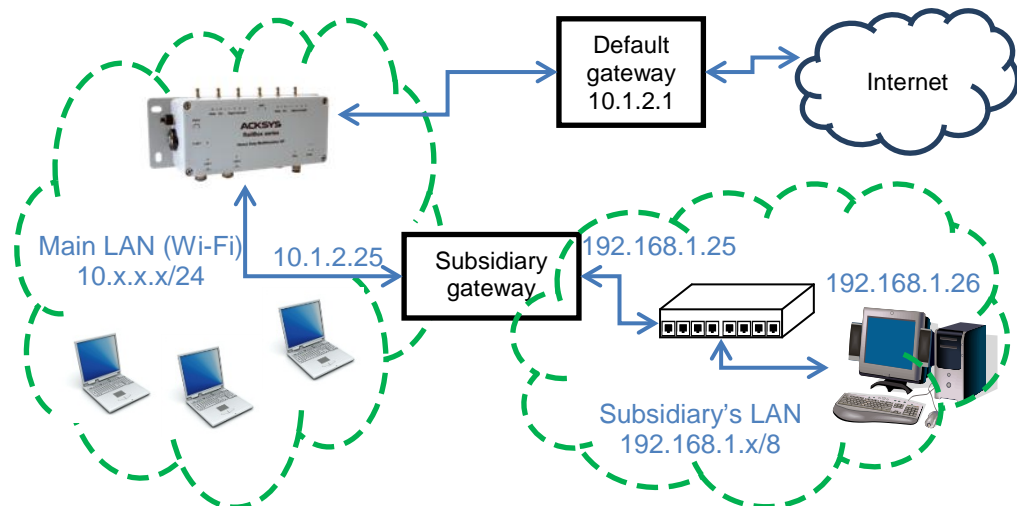 Default
gateway
10.1.2.1
Internet
ACKSYS
Main LAN (Wi-Fi)
10.x.x.x/24
10.1.2.25
Subsidiary
gateway
192.168.1.25
192.168.1.26
Subsidiary's LAN
192.168.1.x/8